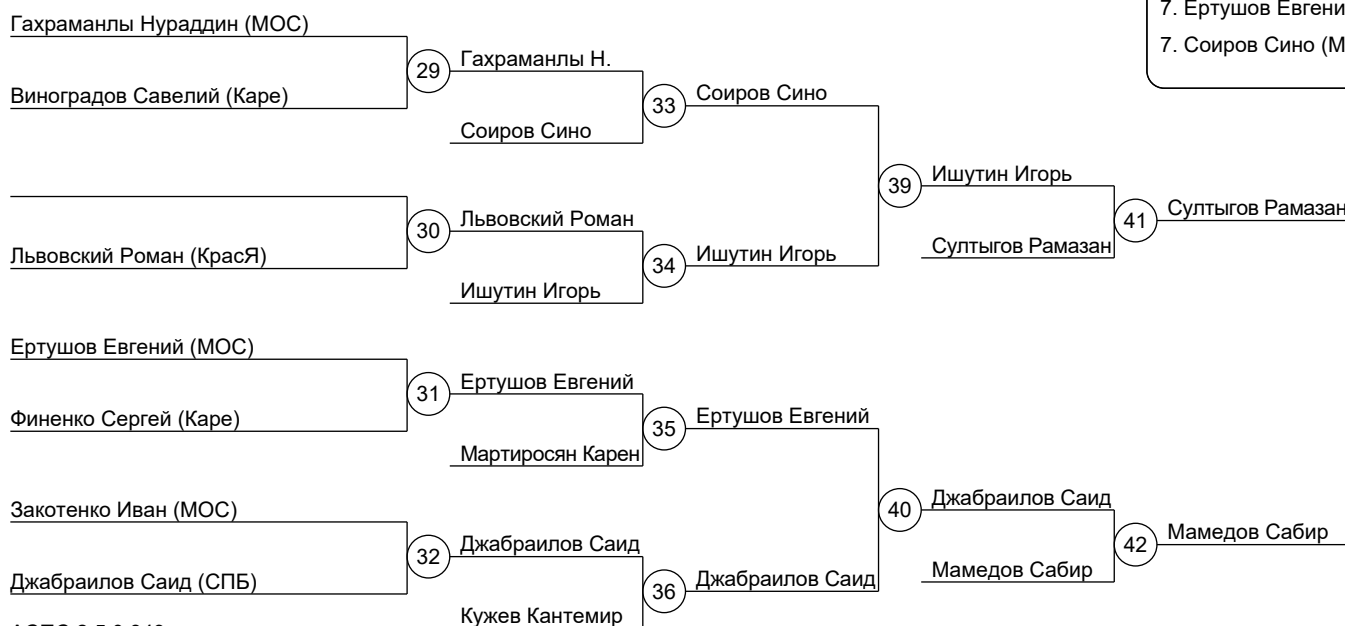 Гахраманлы Нураддин (МОС)
Виноградов Савелий (Каре)
29
Гахраманлы Н.
Соиров Сино
33
Соиров Сино
Львовский Роман (КрасЯ)
30
Львовский Роман
Ишутин Игорь
34
Ишутин Игорь
39
Ишутин Игорь
Султыгов Рамазан
41
Султыгов Рамазан
Ертушов Евгений (МОС)
Финенко Сергей (Каре)
31
Ертушов Евгений
Мартиросян Карен
35
Ертушов Евгений
Закотенко Иван (МОС)
Джабраилов Саид (СПБ)
32
Джабраилов Саид
Кужев Кантемир
36
Джабраилов Саид
40
Джабраилов Саид
Мамедов Сабир
42
Мамедов Сабир
7. Ертушов Евгени
7. Соиров Сино (М